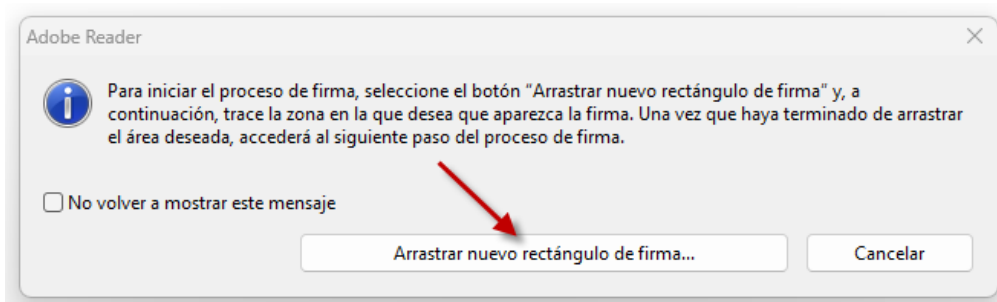 Adobe Reader
Para iniciar el proceso de firma, seleccione el botón “Arrastrar nuevo rectángulo de firma” y, a
continuación, trace la zona en la que desea que aparezca la firma. Una vez que haya terminado de arrastrar
el área deseada, accederá al siguiente paso del proceso de firma.
No volver a mostrar este mensaje
Arrastrar nuevo rectángulo de firma...
Cancelar